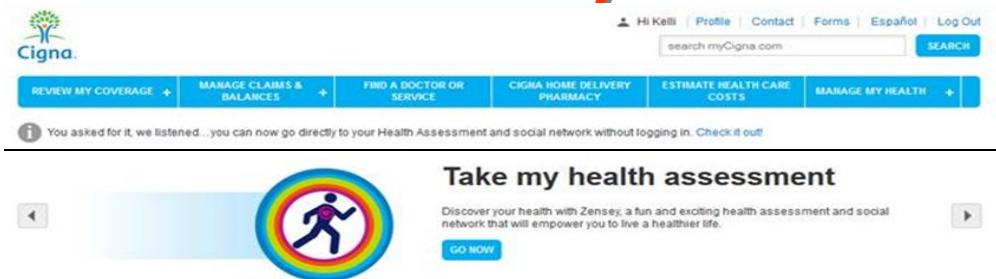 Hi Kelli | Profile | Contact | Forms | Español | Log Out
Cigna.
search myCigna.com SEARCH
REVIEW MY COVERAGE + MANAGE CLAIMS & BALANCES + FIND A DOCTOR OR SERVICE CIGNA HOME DELIVERY PHARMACY ESTIMATE HEALTH CARE COSTS MANAGE MY HEALTH +
You asked for it, we listened...you can now go directly to your Health Assessment and social network without logging in. Check it out!
Take my health assessment
Discover your health with Zensey, a fun and exciting health assessment and social
network that will empower you to live a healthier life.
GO NOW